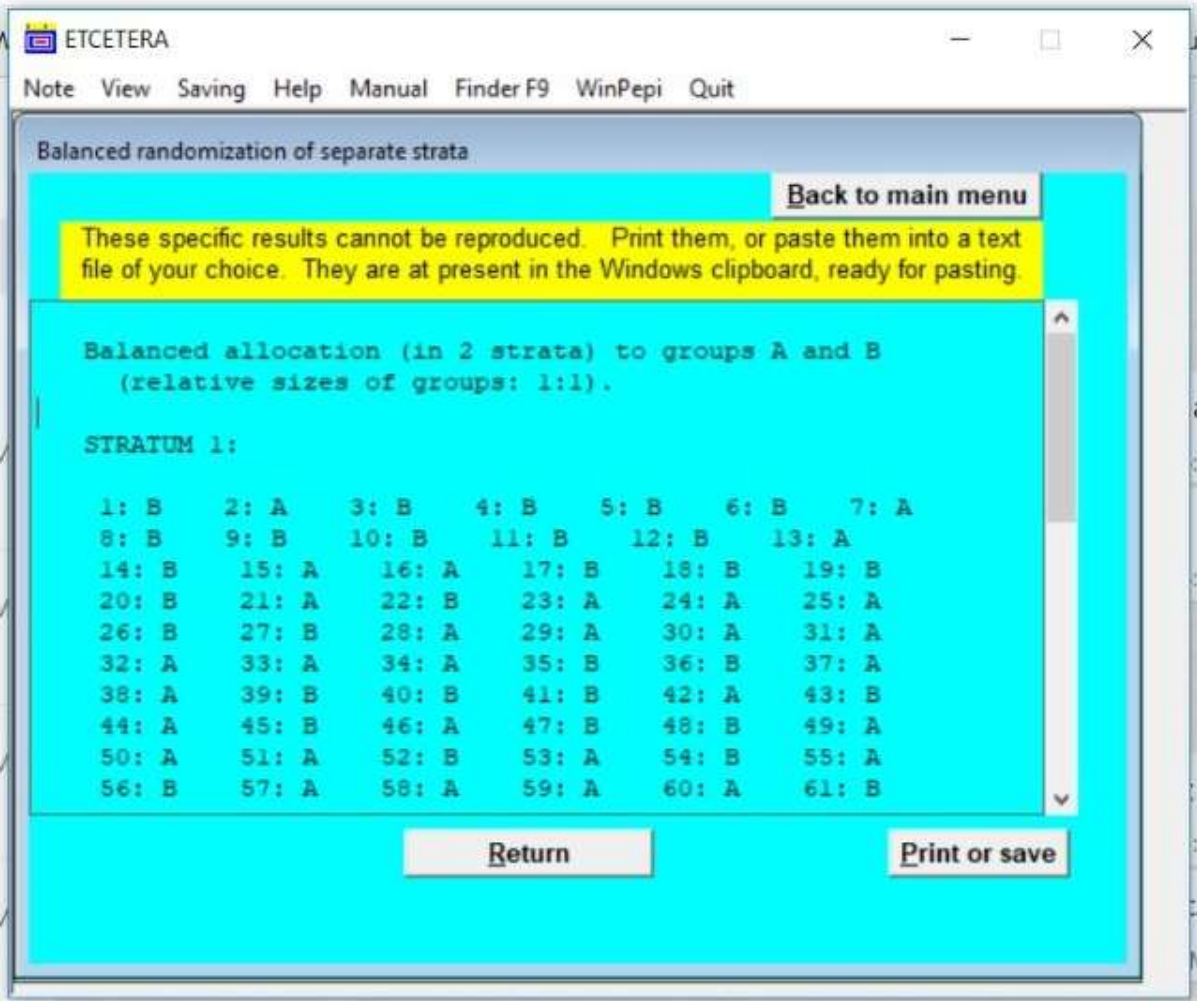 ETCETERA
Note View Saving Help Manual Finder F9 WinPepi Quit
Balanced randomization of separate strata
Back to main menu
These specific results cannot be reproduced. Print them, or paste them into a text
file of your choice. They are at present in the Windows clipboard, ready for pasting.
Balanced allocation (in 2 strata) to groups A and B
(relative sizes of groups: 1:1).
STRATUM 1:
1: B 2: A 3: B 4: B 5: B 6: B 7: A
8: B 9: B 10: B 11: B 12: B 13: A
14: B 15: A 16: A 17: B 18: B 19: B
20: B 21: A 22: B 23: A 24: A 25: A
26: B 27: B 28: A 29: A 30: A 31: A
32: A 33: A 34: A 35: B 36: B 37: A
38: A 39: B 40: B 41: B 42: A 43: B
44: A 45: B 46: A 47: B 48: B 49: A
50: A 51: A 52: B 53: A 54: B 55: A
56: B 57: A 58: A 59: A 60: A 61: B
Return Print or save